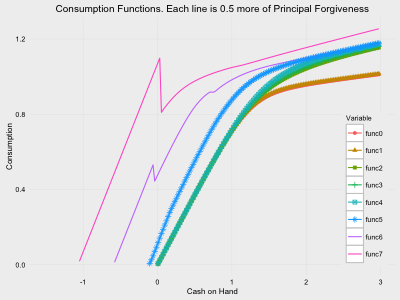 Consumption Functions. Each line is 0.5 more of Principal Forgiveness
1.2
0.8
0.4
0.0
Consumption
-1
0
1
2
3
Cash on Hand
Variable
func0
func1
func2
func3
func4
func5
func6
func7